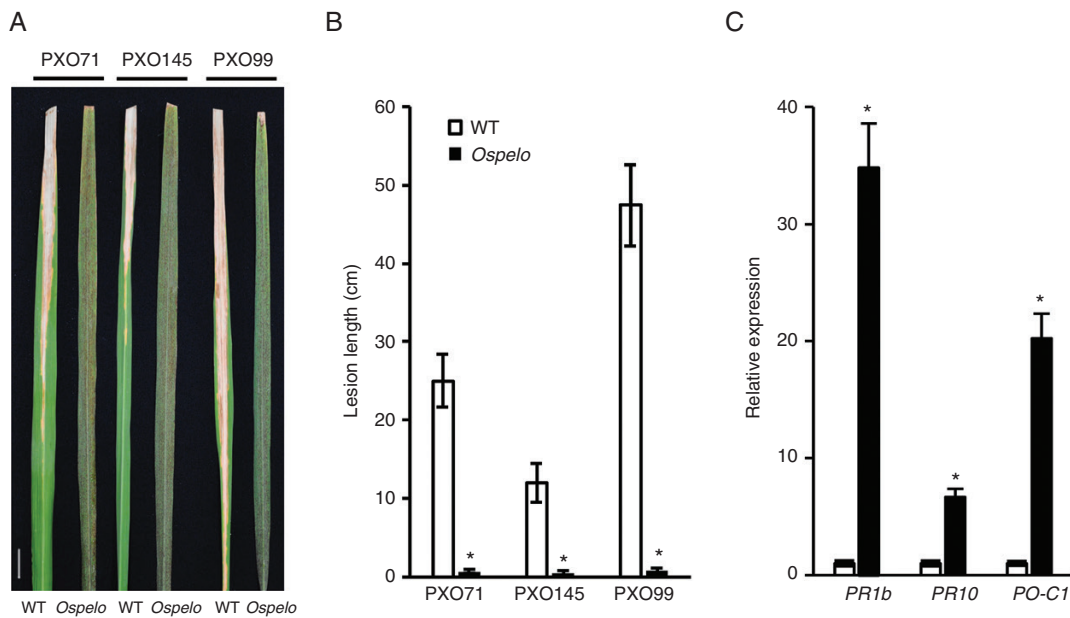 A
PXO71 PXO145 PXO99
WT Ospelo WT Ospelo WT Ospelo
B
Lesion length (cm)
60
50
40
30
20
10
0
WT
Ospelo
* * *
PXO71 PXO145 PXO99
C
Relative expression
40
30
20
10
0
* * *
PR1b PR10 PO-C1